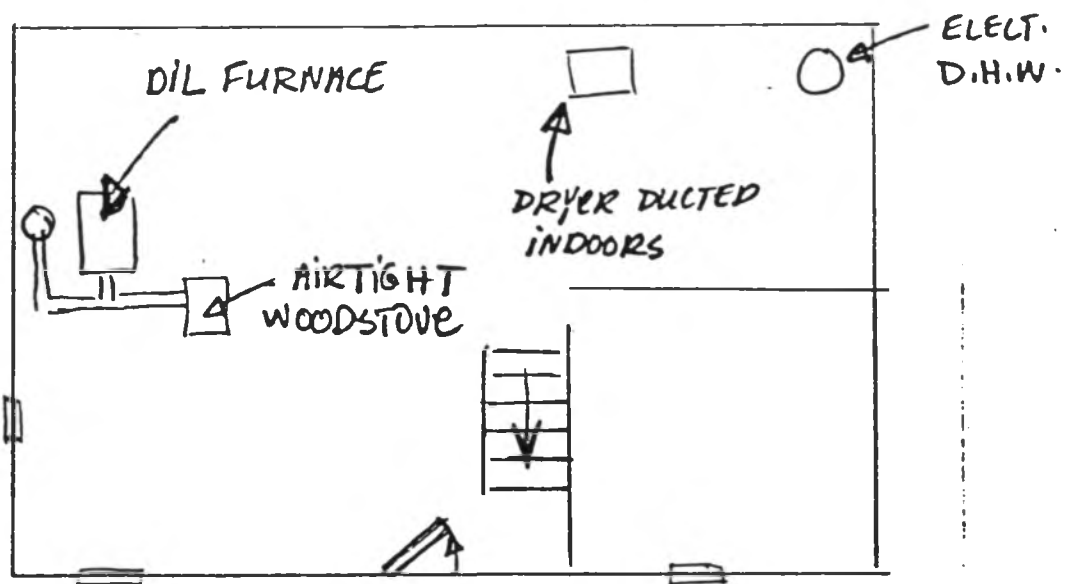 OIL FURNACE
ELECT.
D.H.W.
DRYER DUCTED
INDOORS
AIRTIGHT
WOODSTOVE